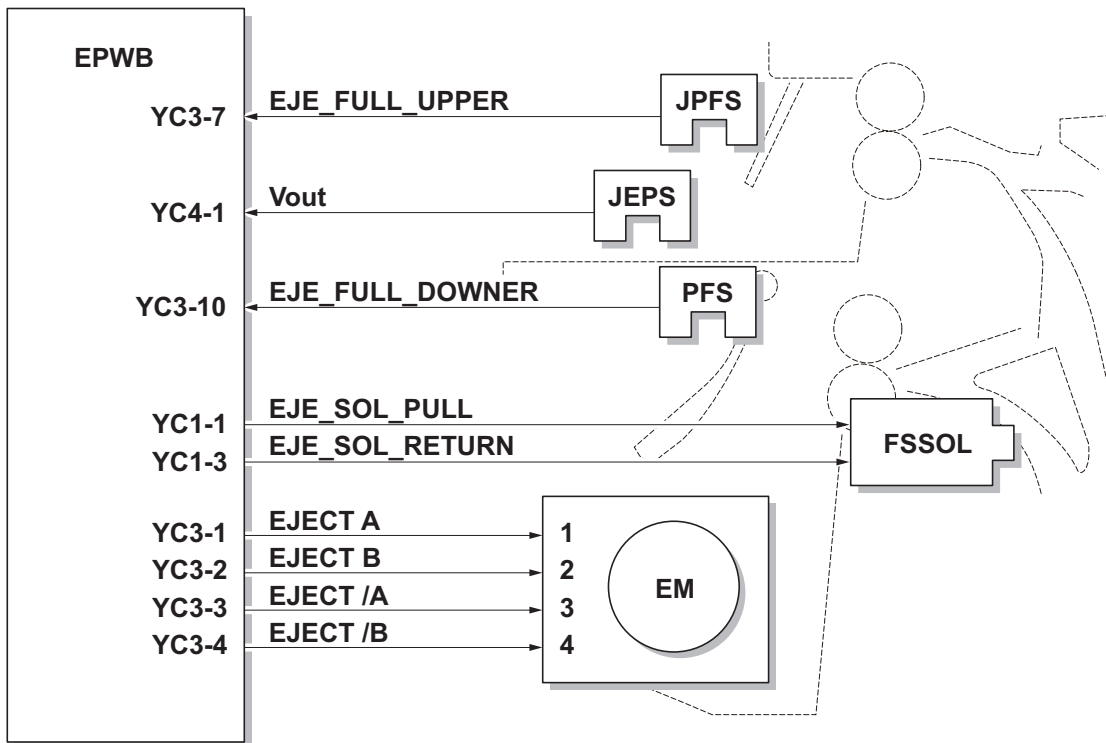 EPWB
YC3-7 EJE_FULL_UPPER JPFS
YC4-1 Vout JEPS
YC3-10 EJE_FULL_DOWNER PFS
YC1-1 EJE_SOL_PULL
YC1-3 EJE_SOL_RETURN FSSOL
YC3-1 EJECT A 1
YC3-2 EJECT B 2
YC3-3 EJECT /A 3
YC3-4 EJECT /B 4
EM